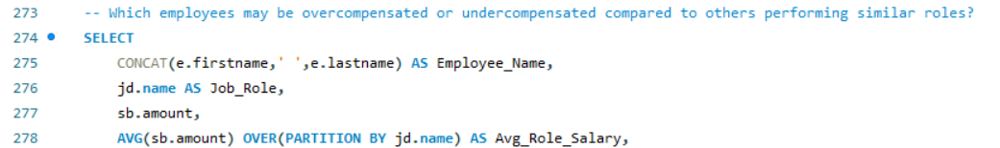 273 -- Which employees may be overcompensated or undercompensated compared to others performing similar roles?
274 SELECT
275 CONCAT(e.firstname,' ',e.lastname) AS Employee_Name,
276 jd.name AS Job_Role,
277 sb.amount,
278 AVG(sb.amount) OVER(PARTITION BY jd.name) AS Avg_Role_Salary,